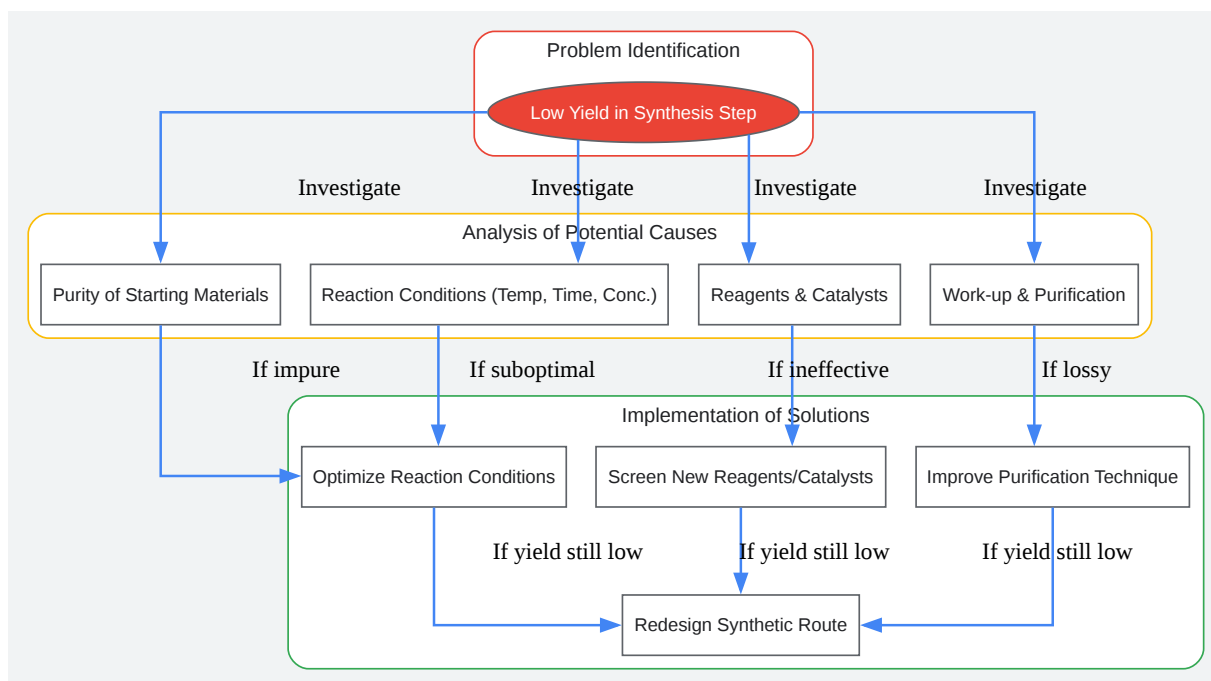 Problem Identification
Low Yield in Synthesis Step
Investigate
Investigate
Investigate
Investigate
Analysis of Potential Causes
Purity of Starting Materials
Reaction Conditions (Temp, Time, Conc.)
Reagents & Catalysts
Work-up & Purification
If impure
If suboptimal
If ineffective
If lossy
Implementation of Solutions
Optimize Reaction Conditions
Screen New Reagents/Catalysts
Improve Purification Technique
If yield still low
If yield still low
If yield still low
Redesign Synthetic Route